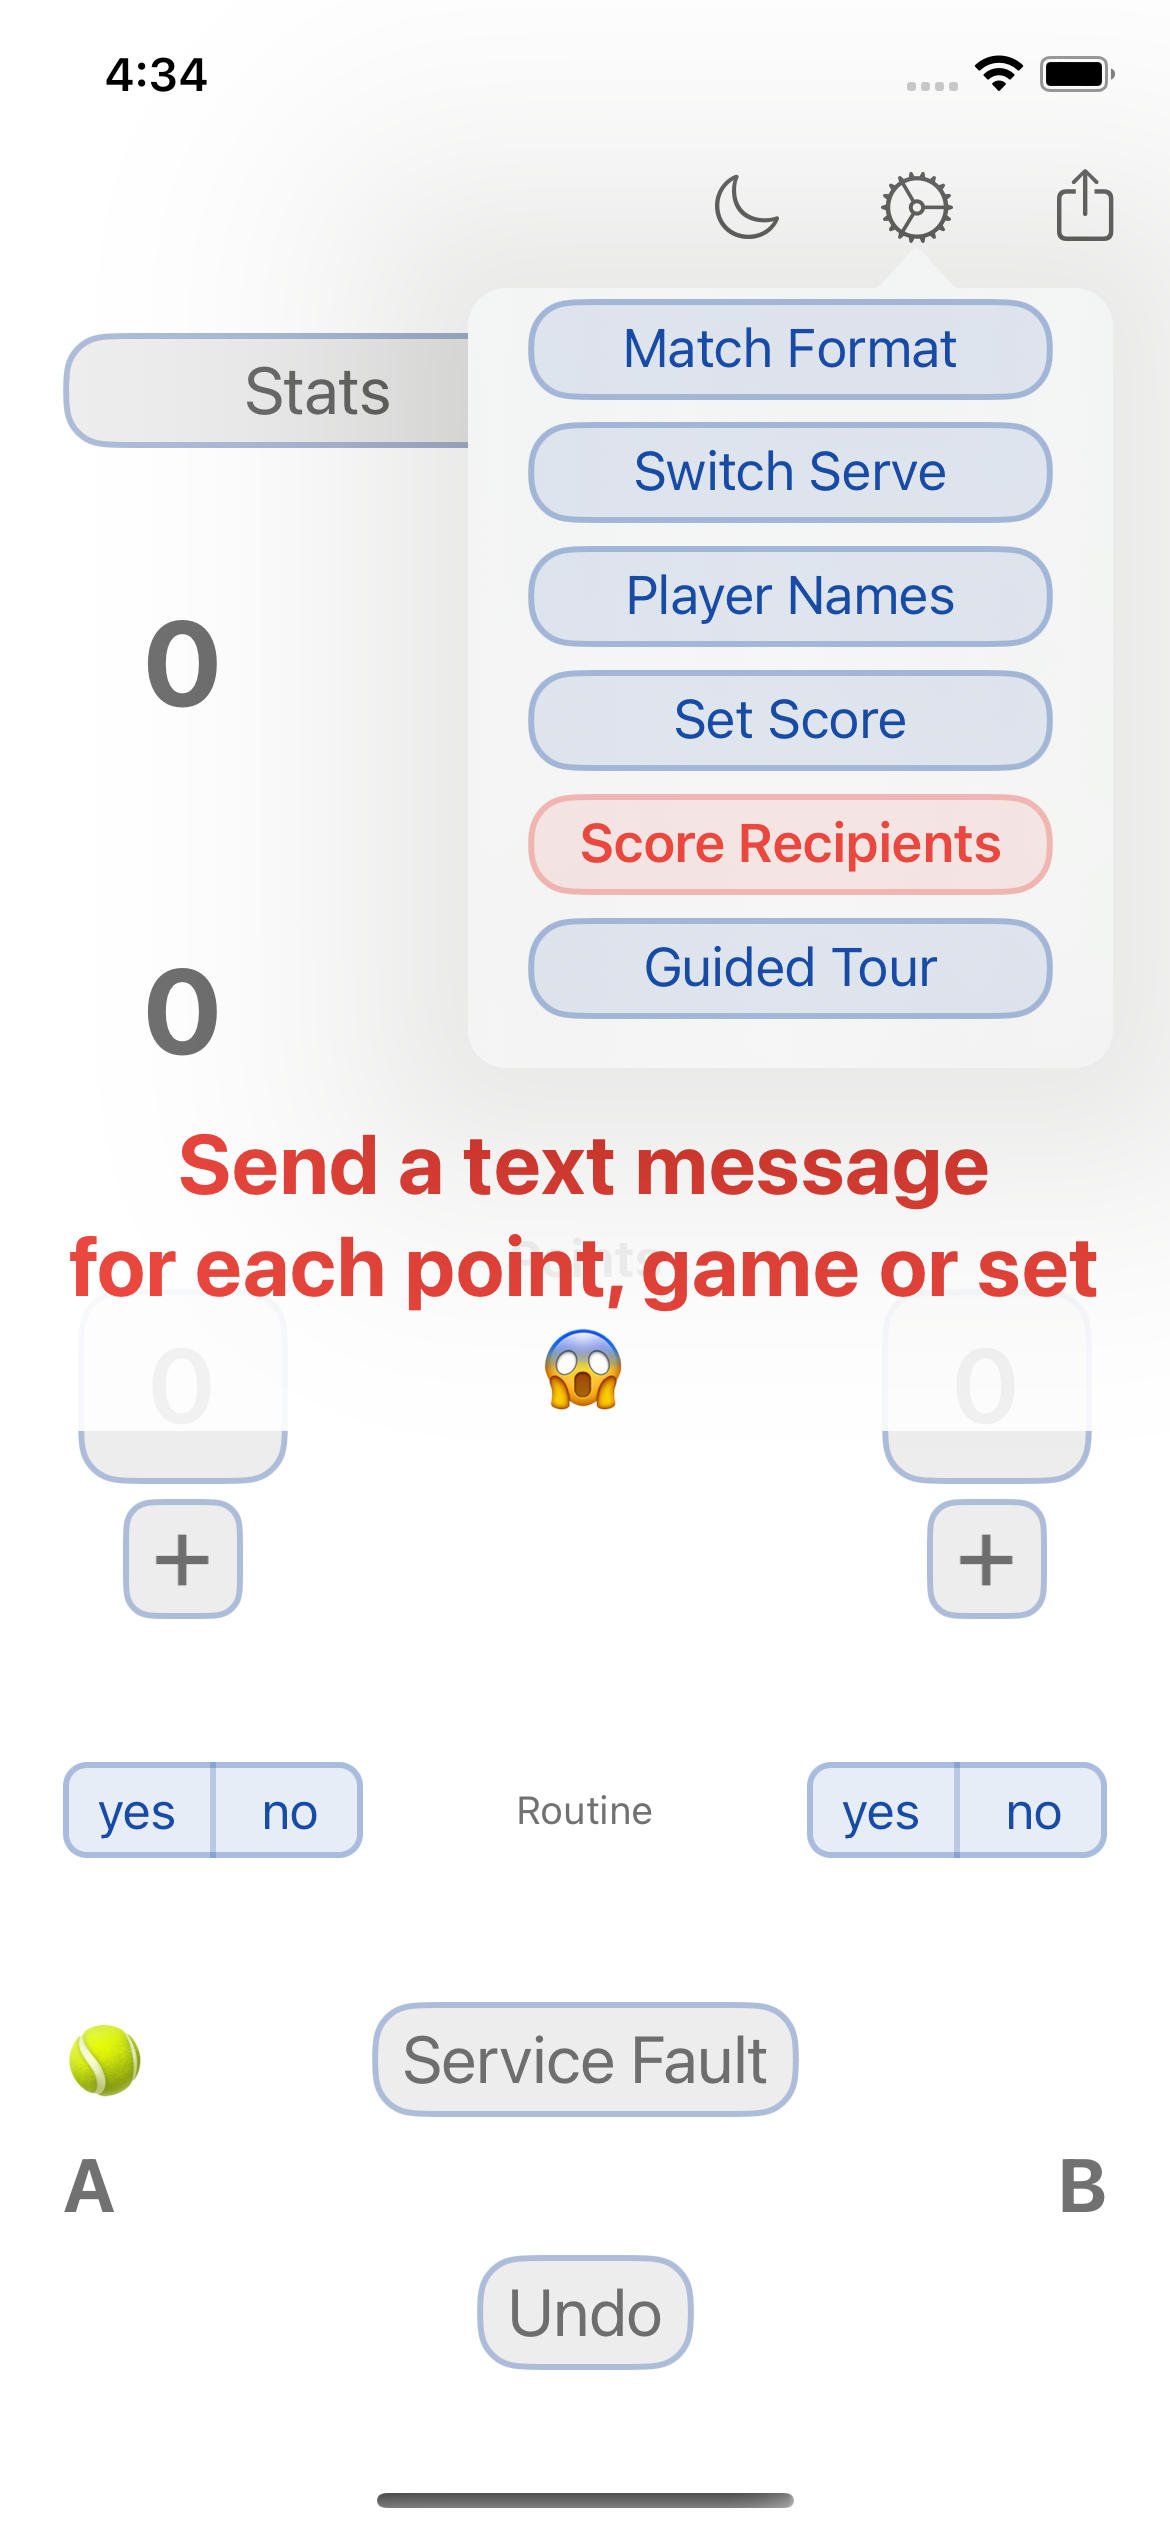 4:34
Stats
Match Format
Switch Serve
Player Names
Set Score
Score Recipients
Guided Tour
0
0
Send a text message
for each point, game or set
😱
Points
0
0
+
+
yes
no
Routine
yes
no
Service Fault
A
B
Undo